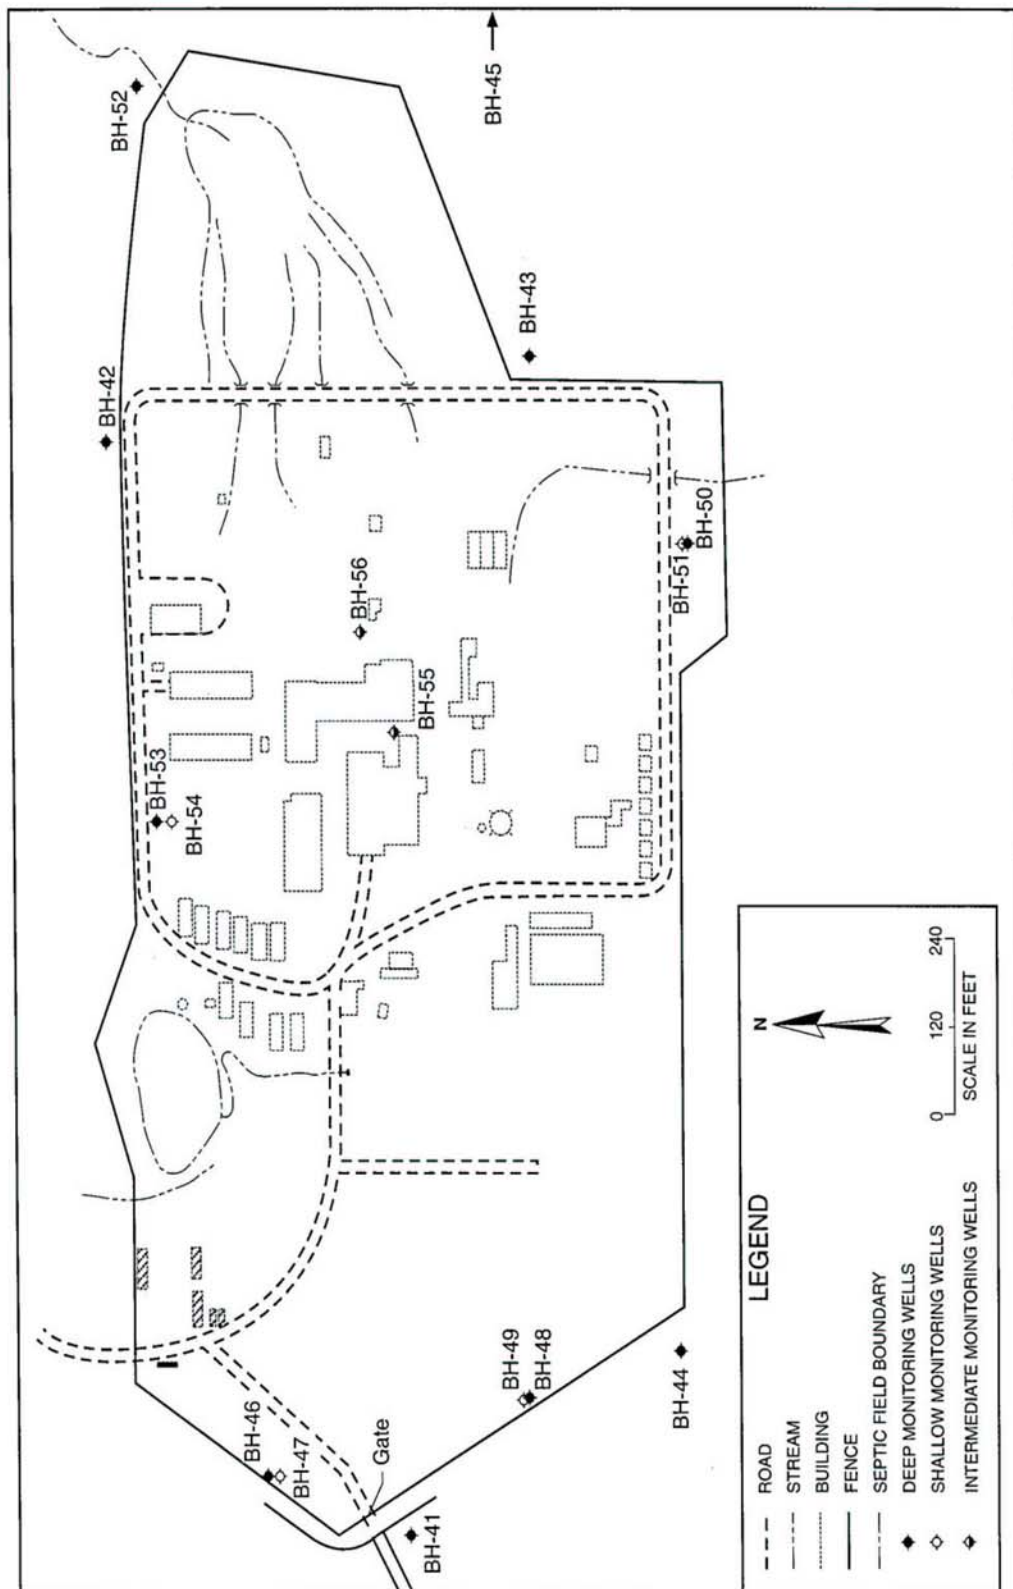 BH-52
BH-45
BH-42
BH-43
BH-56
BH-51
BH-50
BH-55
BH-53
BH-54
BH-49
BH-48
BH-44
BH-46
BH-47
Gate
BH-41
LEGEND
ROAD
STREAM
BUILDING
FENCE
SEPTIC FIELD BOUNDARY
DEEP MONITORING WELLS
SHALLOW MONITORING WELLS
INTERMEDIATE MONITORING WELLS
N
0 120 240
SCALE IN FEET